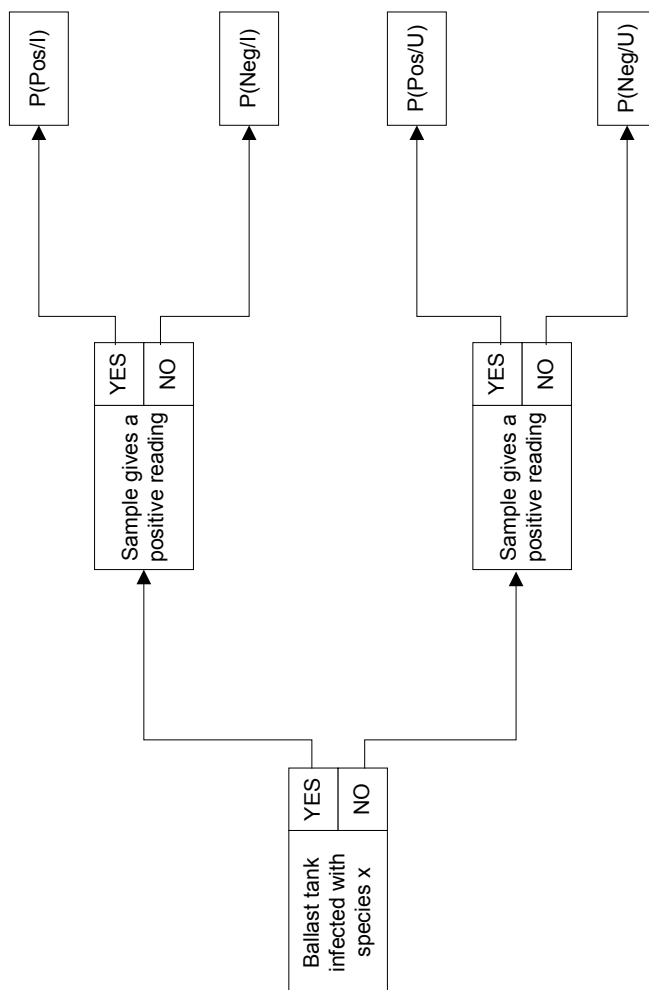 Ballast tank
infected with
species x
YES
NO
Sample gives a
positive reading
YES
NO
Sample gives a
positive reading
YES
NO
P(Pos/I)
P(Neg/I)
P(Pos/U)
P(Neg/U)